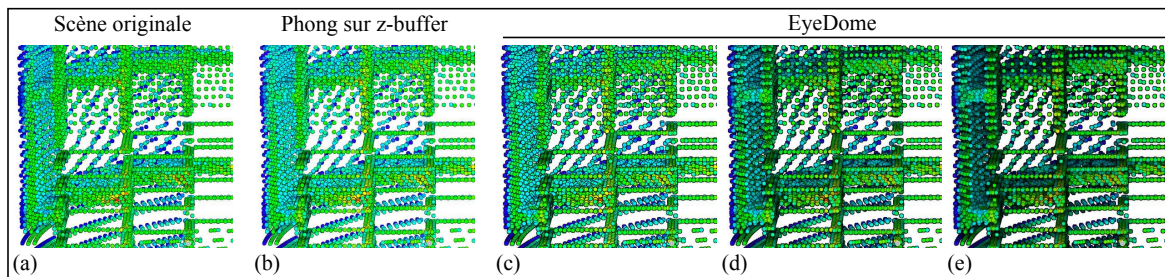 Scène originale
Phong sur z-buffer
EyeDome
(a)
(b)
(c)
(d)
(e)